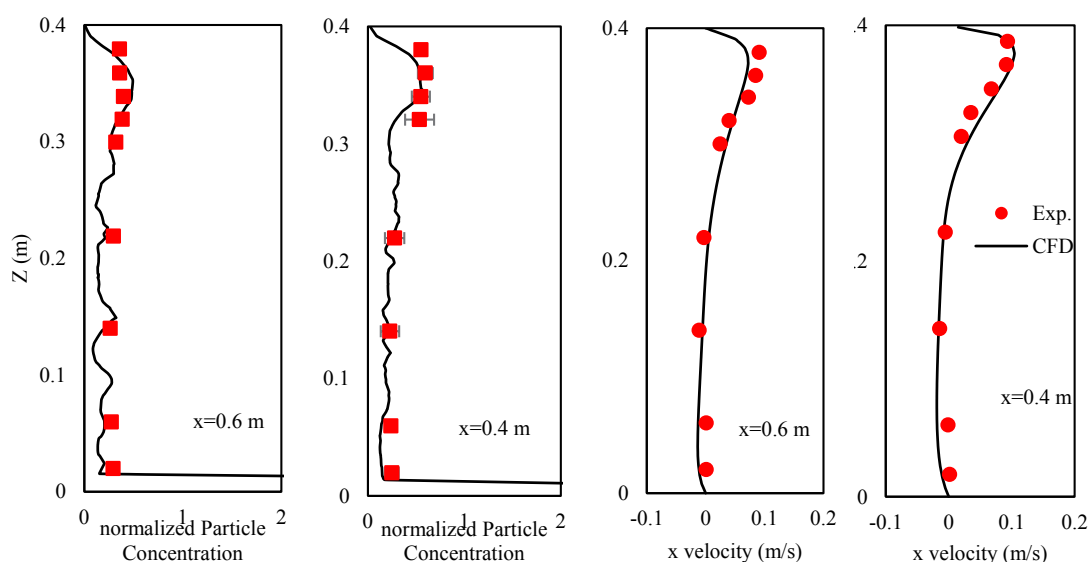 0.4
0.3
0.2
0.1
0
Z (m)
0 1 2
normalized Particle
Concentration
x=0.6 m
0.4
0.3
0.2
0.1
0
0 1 2
normalized Particle
Concentration
x=0.4 m
0.4
0.2
0
-0.1 0 0.1 0.2
x velocity (m/s)
x=0.6 m
0.4
.2
0
-0.1 0 0.1 0.2
x velocity (m/s)
x=0.4 m
Exp.
CFD